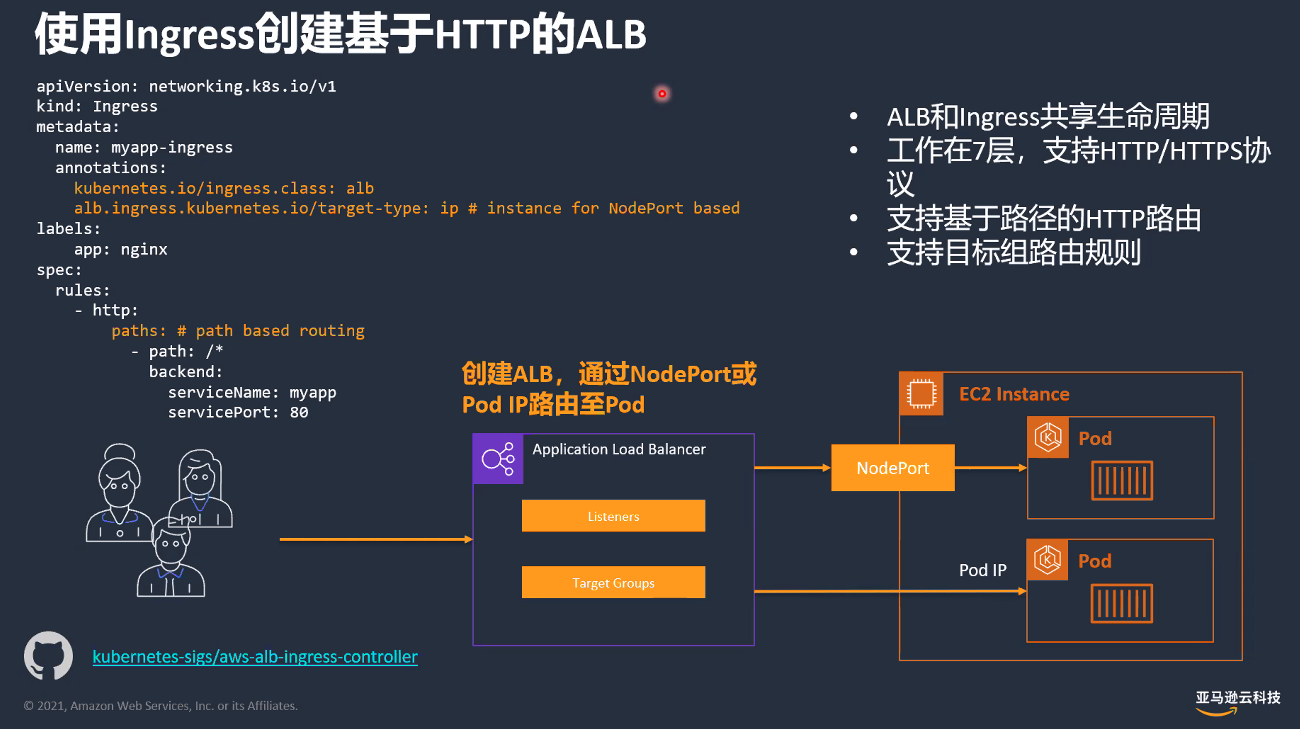 使用Ingress创建基于HTTP的ALB
apiVersion: networking.k8s.io/v1
kind: Ingress
metadata:
  name: myapp-ingress
  annotations:
    kubernetes.io/ingress.class: alb
    alb.ingress.kubernetes.io/target-type: ip # instance for NodePort based
labels:
    app: nginx
spec:
  rules:
    - http:
        paths: # path based routing
          - path: /*
            backend:
              serviceName: myapp
              servicePort: 80
• ALB和Ingress共享生命周期
• 工作在7层，支持HTTP/HTTPS协
议
• 支持基于路径的HTTP路由
• 支持目标组路由规则
创建ALB，通过NodePort或
Pod IP路由至Pod
Application Load Balancer
Listeners
Target Groups
NodePort
EC2 Instance
Pod
Pod IP
Pod
kubernetes-sigs/aws-alb-ingress-controller
© 2021, Amazon Web Services, Inc. or its Affiliates.
亚马逊云科技